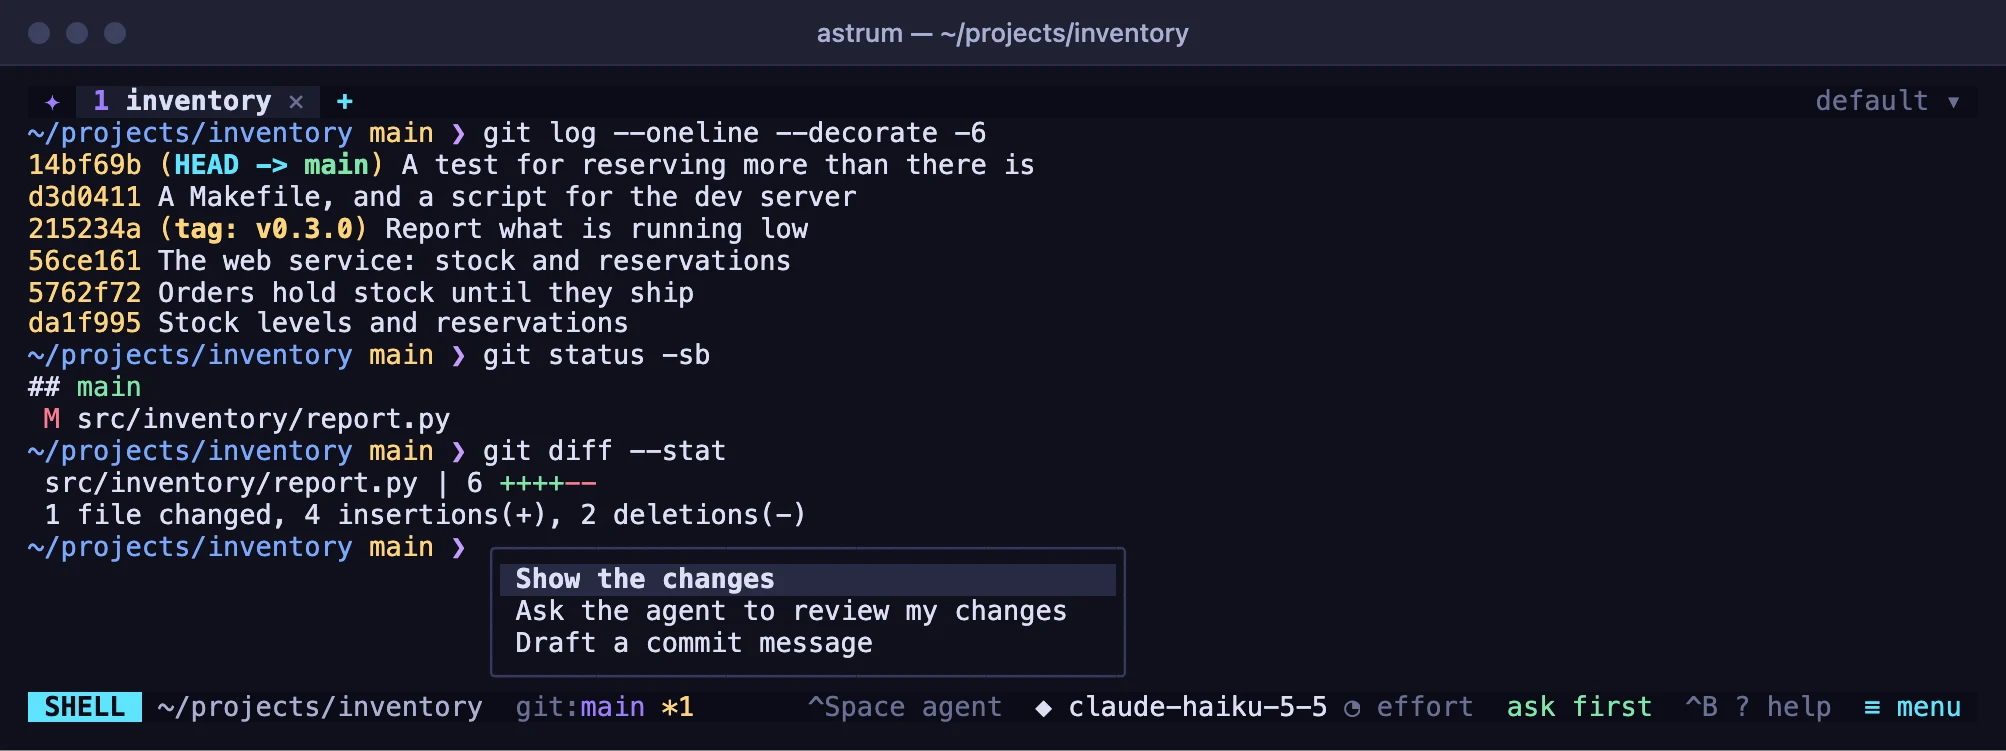 astrum — ~/projects/inventory
✦ 1 inventory × + default ▾
~/projects/inventory main ❯ git log --oneline --decorate -6
14bf69b (HEAD -> main) A test for reserving more than there is
d3d0411 A Makefile, and a script for the dev server
215234a (tag: v0.3.0) Report what is running low
56ce161 The web service: stock and reservations
5762f72 Orders hold stock until they ship
da1f995 Stock levels and reservations
~/projects/inventory main ❯ git status -sb
## main
 M src/inventory/report.py
~/projects/inventory main ❯ git diff --stat
 src/inventory/report.py | 6 ++++--
 1 file changed, 4 insertions(+), 2 deletions(-)
~/projects/inventory main ❯
Show the changes
Ask the agent to review my changes
Draft a commit message
SHELL ~/projects/inventory git:main *1 ^Space agent ◆ claude-haiku-5-5 ◔ effort ask first ^B ? help ≡ menu